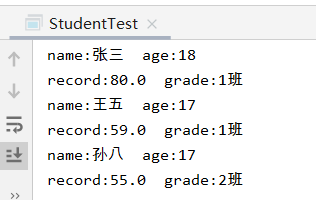 StudentTest
name:张三  age:18
record:80.0  grade:1班
name:王五  age:17
record:59.0  grade:1班
name:孙八  age:17
record:55.0  grade:2班